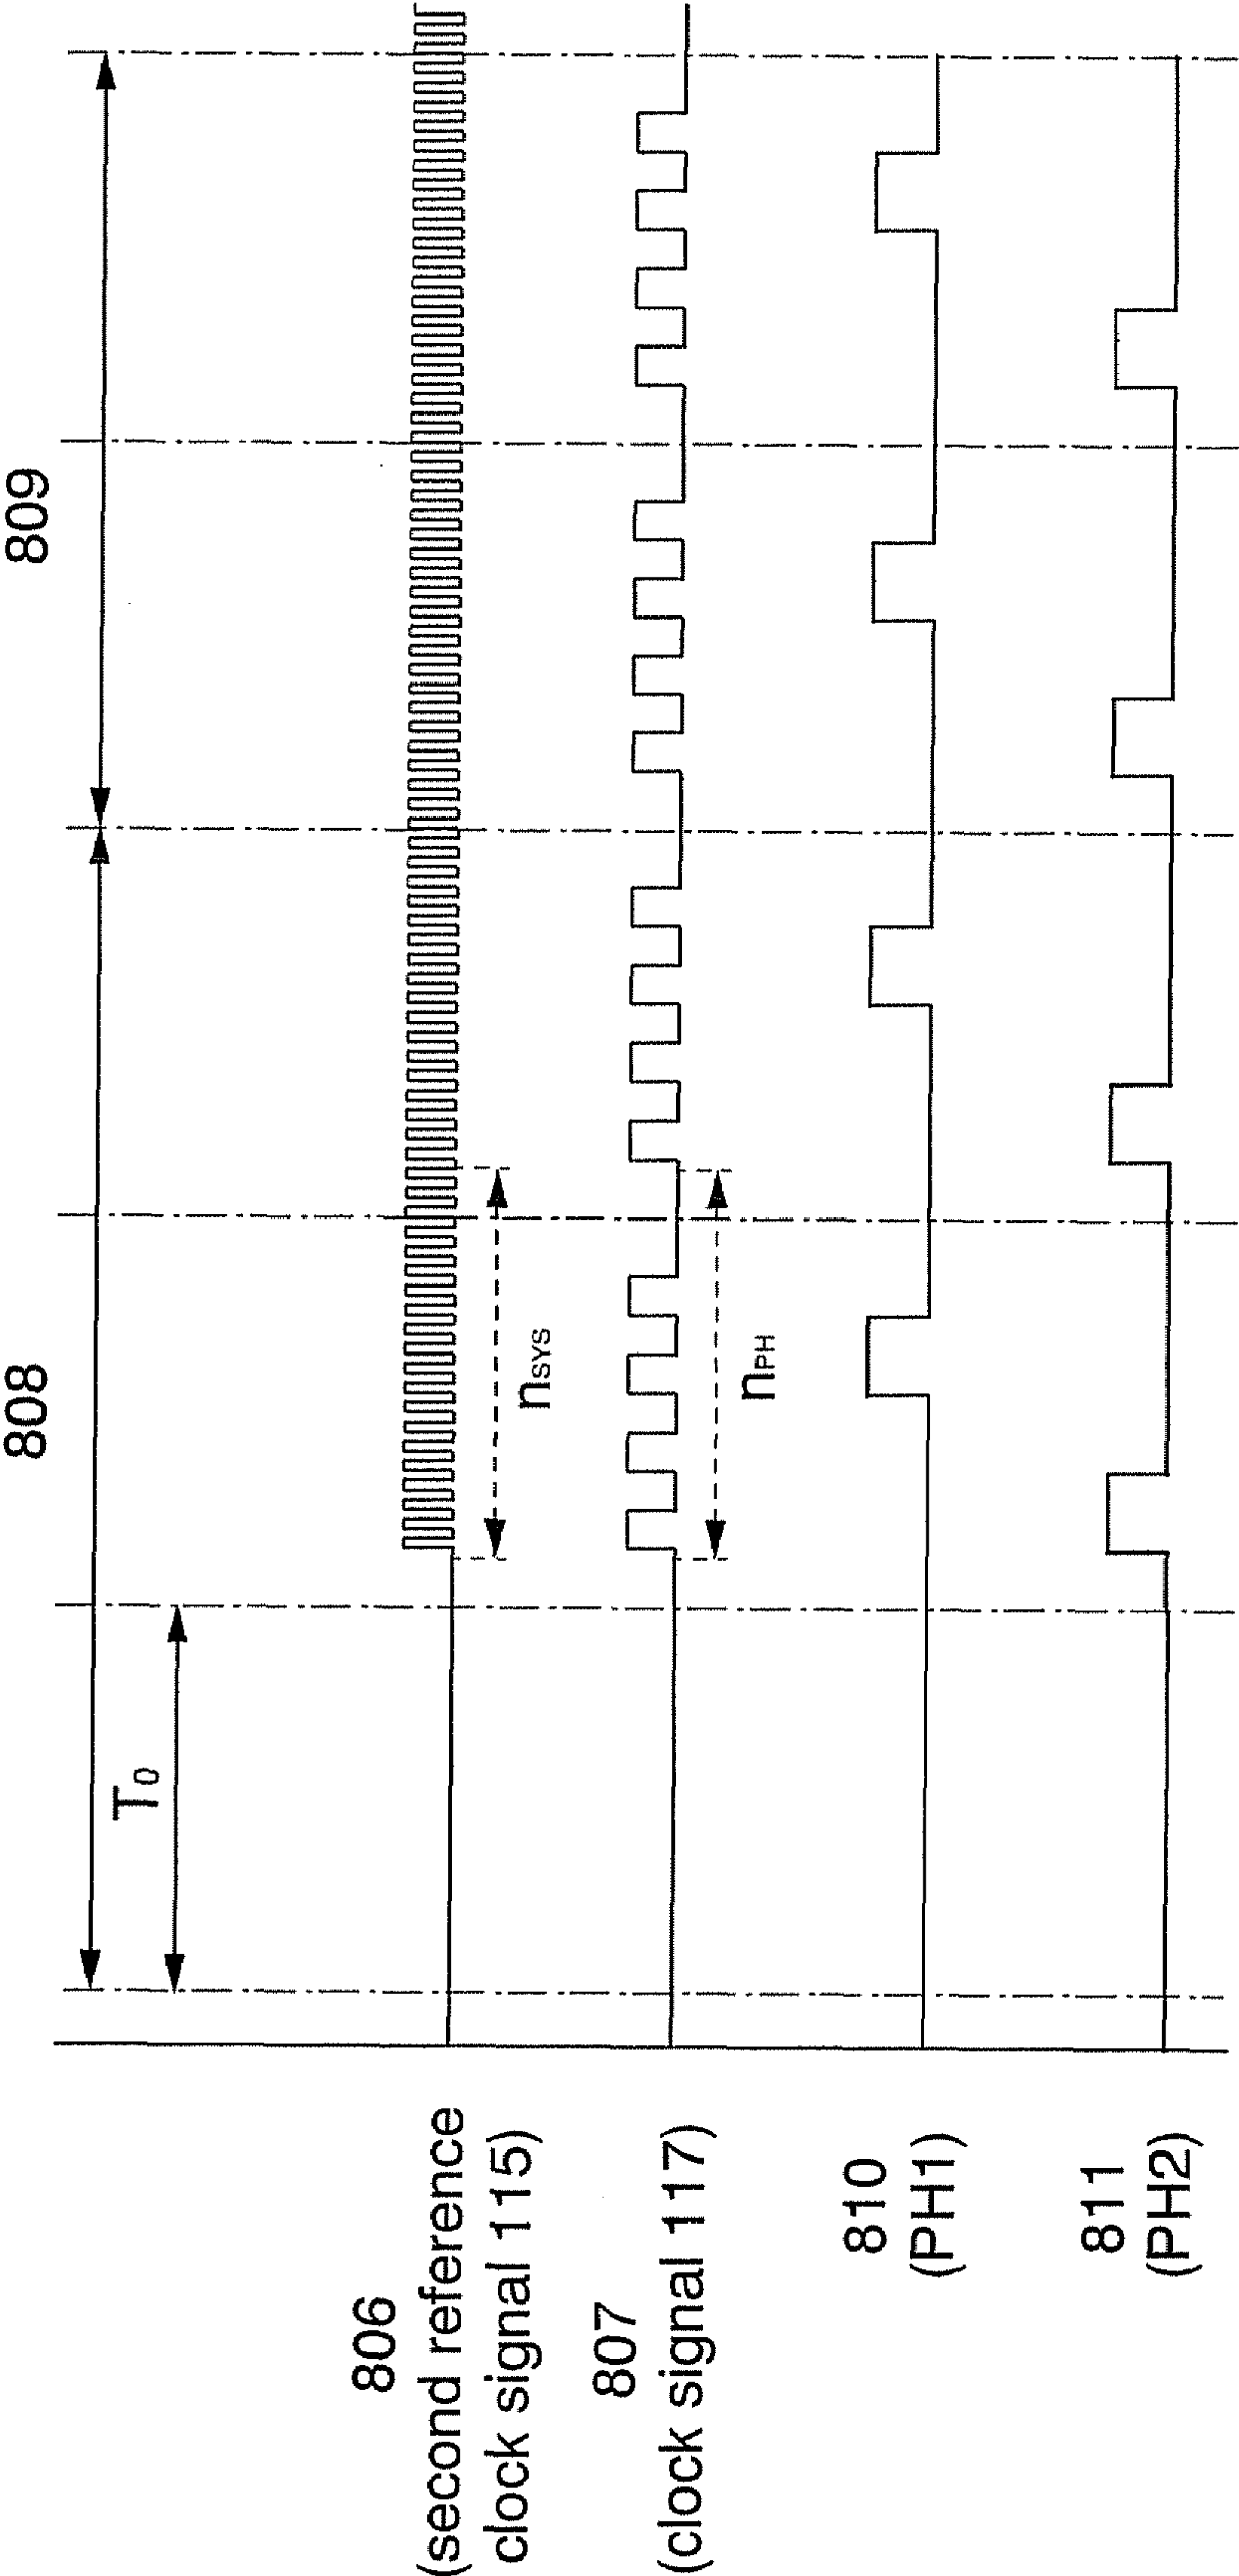 808
809
T0
806
(second reference
clock signal 115)
nSYS
807
(clock signal 117)
nPH
810
(PH1)
811
(PH2)